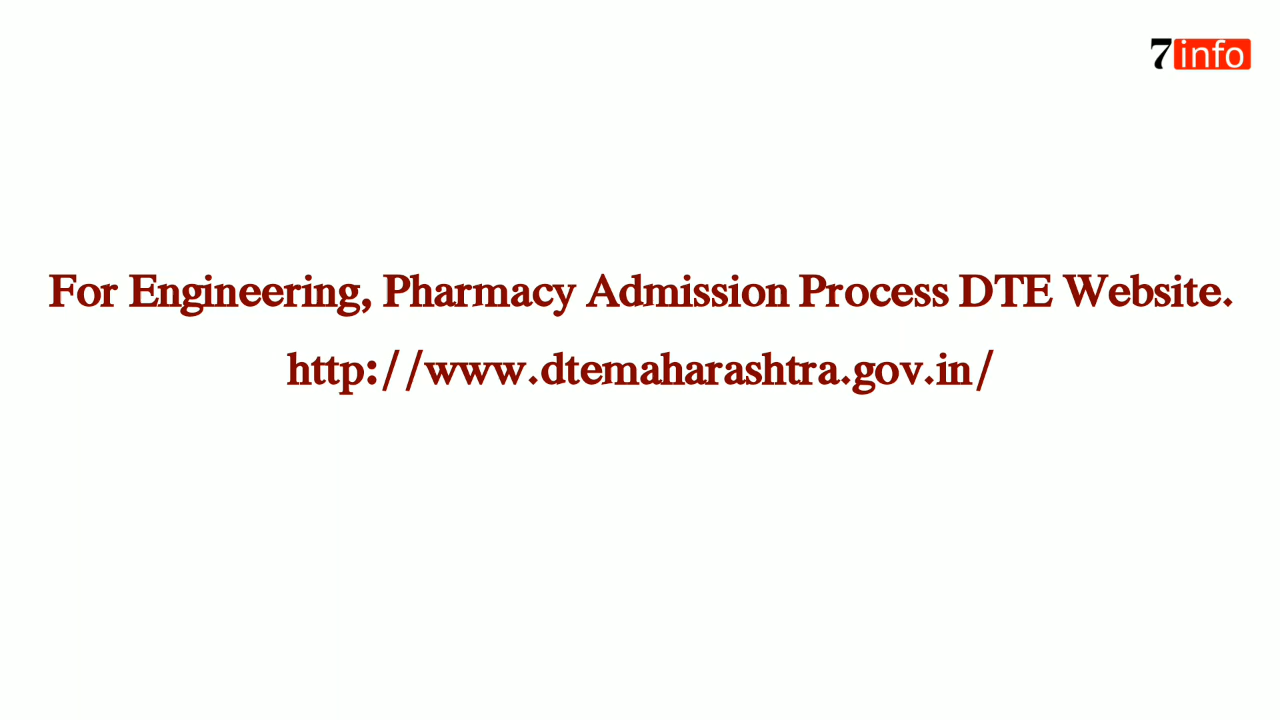 7info
For Engineering, Pharmacy Admission Process DTE Website.
http://www.dtemaharashtra.gov.in/